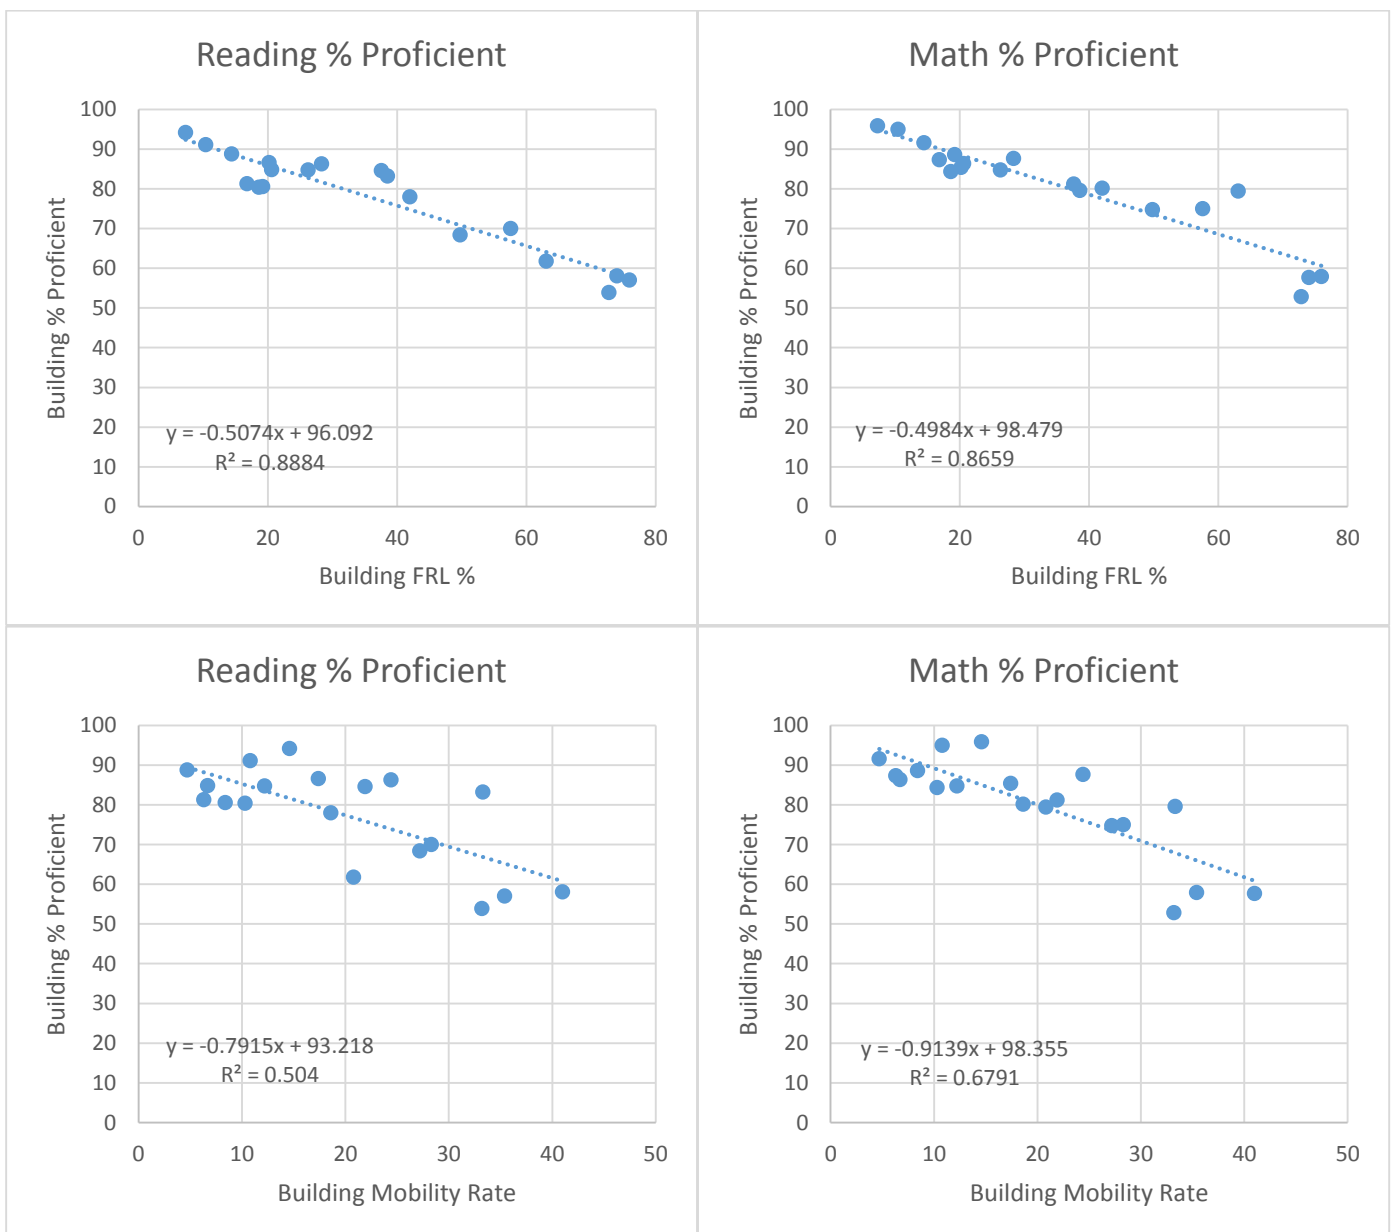 Reading % Proficient
Building % Proficient
100
90
80
70
60
50
40
30
20
10
0
y = -0.5074x + 96.092
R² = 0.8884
0 20 40 60 80
Building FRL %
Math % Proficient
Building % Proficient
100
90
80
70
60
50
40
30
20
10
0
y = -0.4984x + 98.479
R² = 0.8659
0 20 40 60 80
Building FRL %
Reading % Proficient
Building % Proficient
100
90
80
70
60
50
40
30
20
10
0
y = -0.7915x + 93.218
R² = 0.504
0 10 20 30 40 50
Building Mobility Rate
Math % Proficient
Building % Proficient
100
90
80
70
60
50
40
30
20
10
0
y = -0.9139x + 98.355
R² = 0.6791
0 10 20 30 40 50
Building Mobility Rate